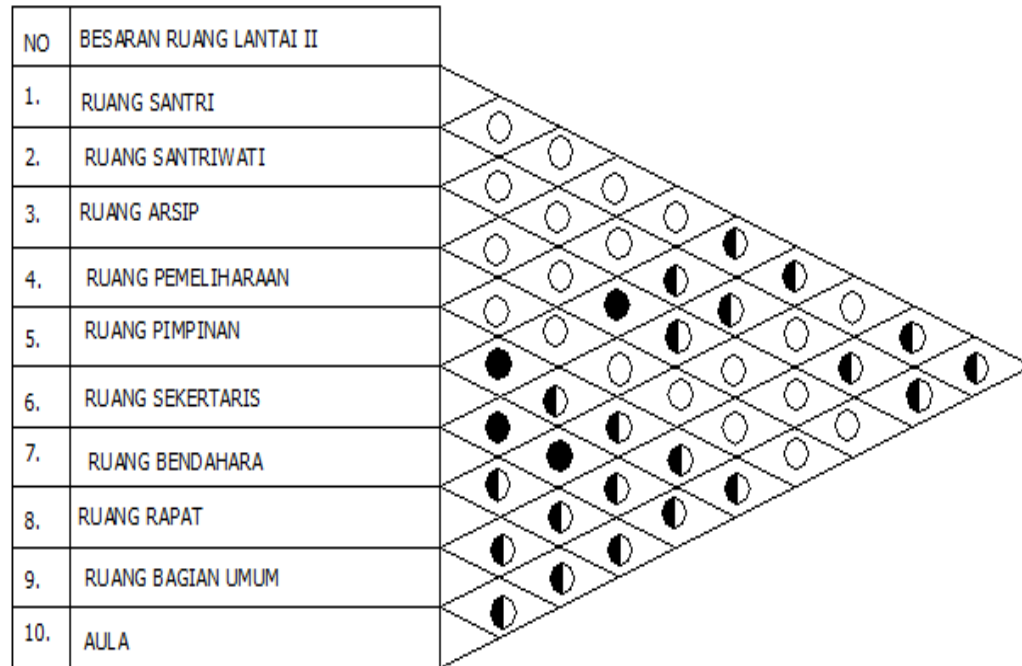 NO BESARAN RUANG LANTAI II
1. RUANG SANTRI
2. RUANG SANTRIWATI
3. RUANG ARSIP
4. RUANG PEMELIHARAAN
5. RUANG PIMPINAN
6. RUANG SEKERTARIS
7. RUANG BENDAHARA
8. RUANG RAPAT
9. RUANG BAGIAN UMUM
10. AULA